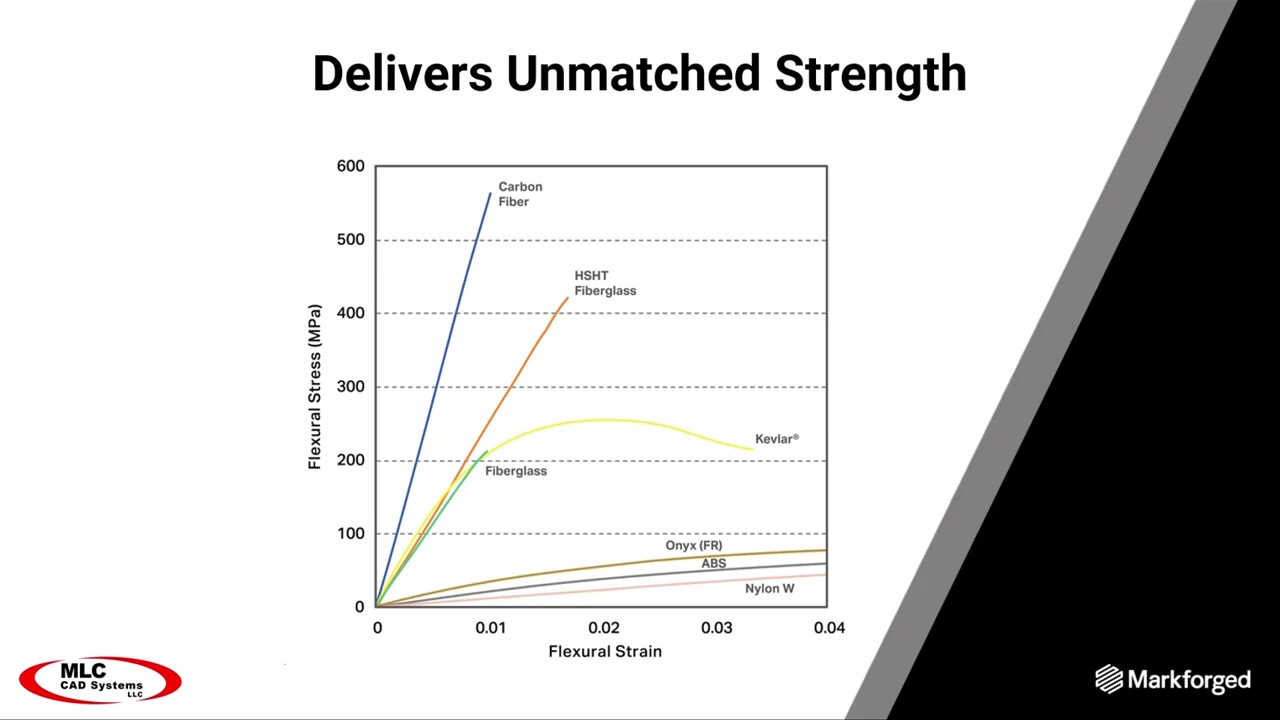 Delivers Unmatched Strength
600
500
400
300
200
100
0
Flexural Stress (MPa)
Carbon
Fiber
HSHT
Fiberglass
Kevlar®
Fiberglass
Onyx (FR)
ABS
Nylon W
0
0.01
0.02
0.03
0.04
Flexural Strain
MLC
CAD Systems
LLC
Markforged